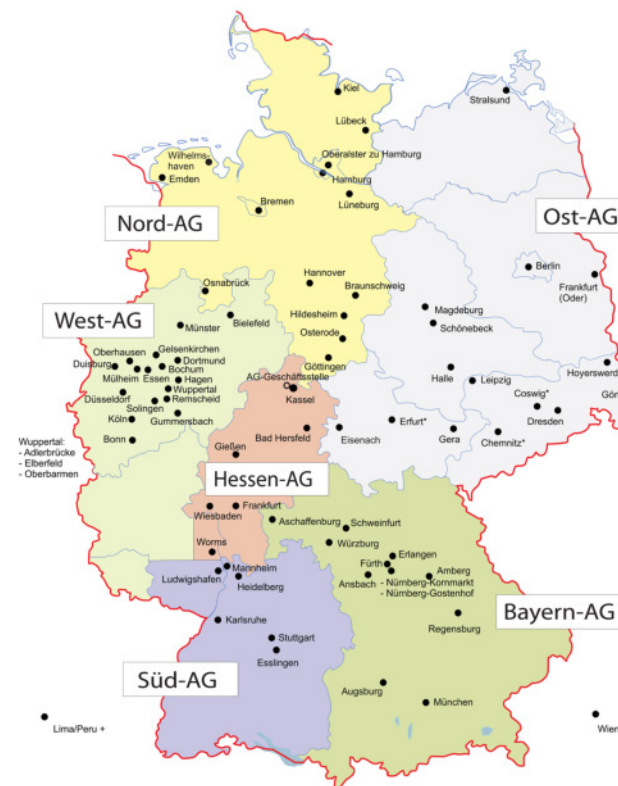 Kiel
Stralsund
Lübeck
Oberalster zu Hamburg
Wilhelms-
haven
Emden
Hamburg
Lüneburg
Bremen
Nord-AG
Ost-AG
Berlin
Frankfurt
(Oder)
Hannover
Osnabrück
Braunschweig
Magdeburg
Hildesheim
Schönebeck
West-AG
Münster
Bielefeld
Osterode
Gelsenkirchen
Oberhausen
Dortmund
Göttingen
Duisburg
Bochum
Mülheim
Essen
Hagen
AG-Geschäftsstelle
Kassel
Halle
Leipzig
Hoyerswerd
Wuppertal
Düsseldorf
Remscheid
Solingen
Coswig*
Gör
Köln
Gummersbach
Dresden
Bonn
Bad Hersfeld
Eisenach
Erfurt*
Gera
Chemnitz*
Wuppertal:
- Adlerbrücke
- Elberfeld
- Oberbarmen
Gießen
Hessen-AG
Frankfurt
Wiesbaden
Aschaffenburg
Schweinfurt
Würzburg
Worms
Erlangen
Fürth
Mannheim
Amberg
Ludwigshafen
Heidelberg
Ansbach
- Nürnberg-Kornmarkt
- Nürnberg-Gostenhof
Bayern-AG
Karlsruhe
Regensburg
Stuttgart
Esslingen
Süd-AG
Augsburg
München
Lima/Peru +
Wien